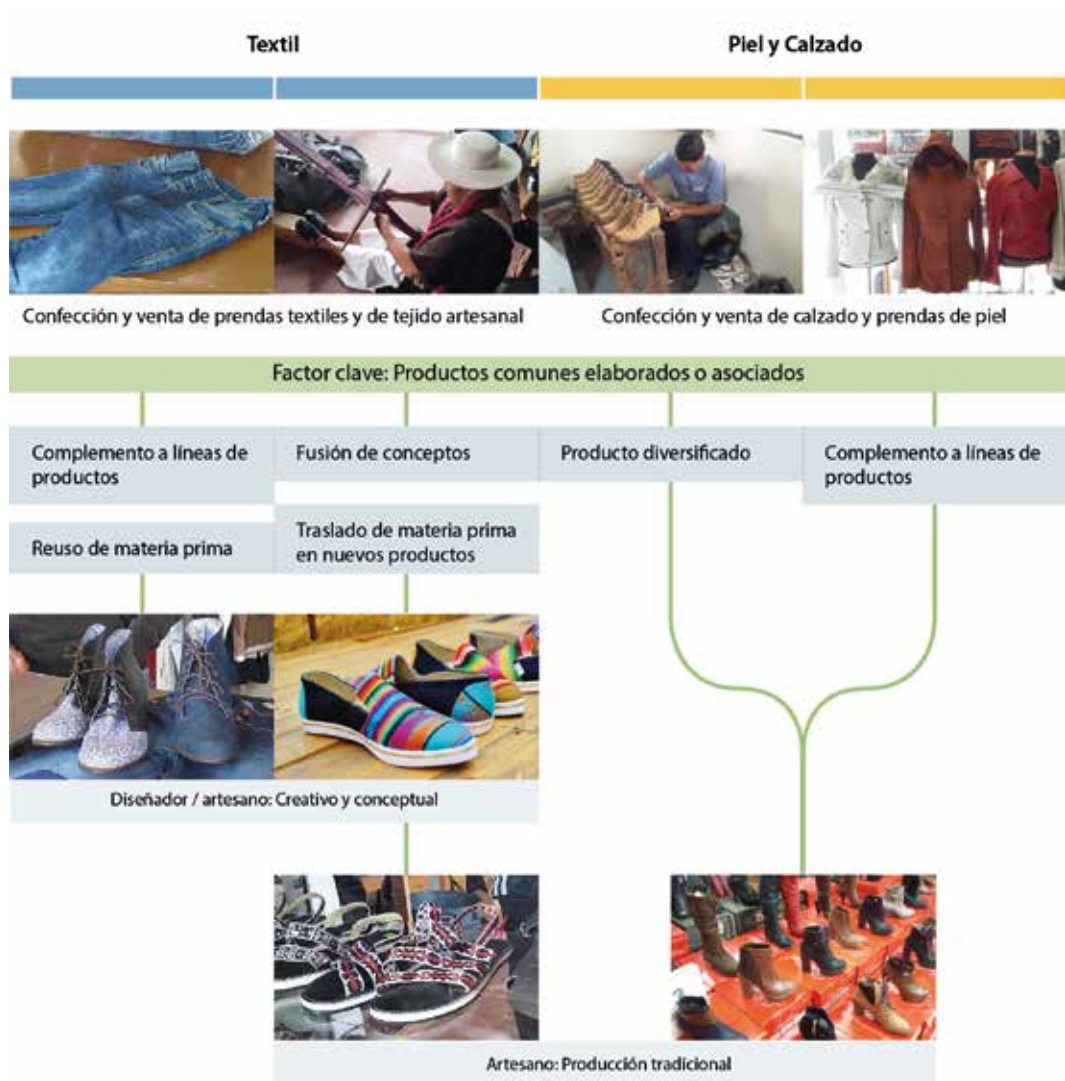 Textil
Piel y Calzado
Confección y venta de prendas textiles y de tejido artesanal
Confección y venta de calzado y prendas de piel
Factor clave: Productos comunes elaborados o asociados
Complemento a líneas de
productos
Fusión de conceptos
Producto diversificado
Complemento a líneas de
productos
Reuso de materia prima
Traslado de materia prima
en nuevos productos
Diseñador / artesano: Creativo y conceptual
Artesano: Producción tradicional